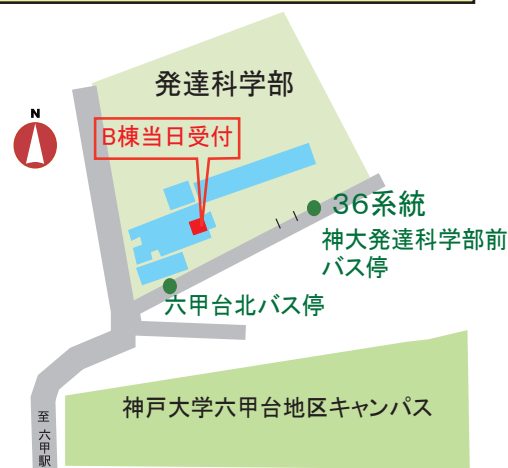 発達科学部
N
B棟当日受付
36系統
神大発達科学部前
バス停
六甲台北バス停
神戸大学六甲台地区キャンパス
至 六甲駅